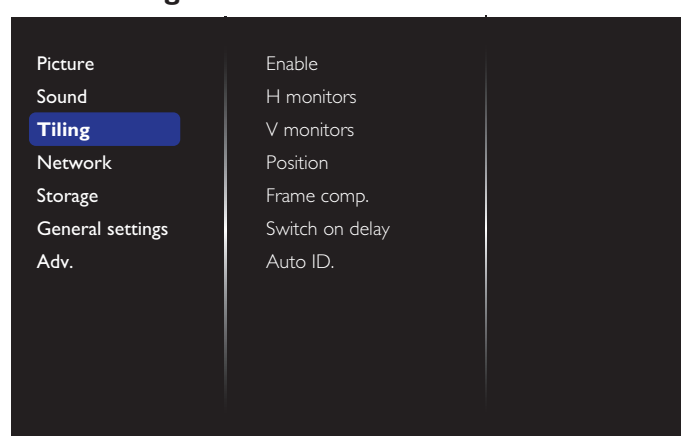 Picture
Sound
Tiling
Network
Storage
General settings
Adv.
Enable
H monitors
V monitors
Position
Frame comp.
Switch on delay
Auto ID.